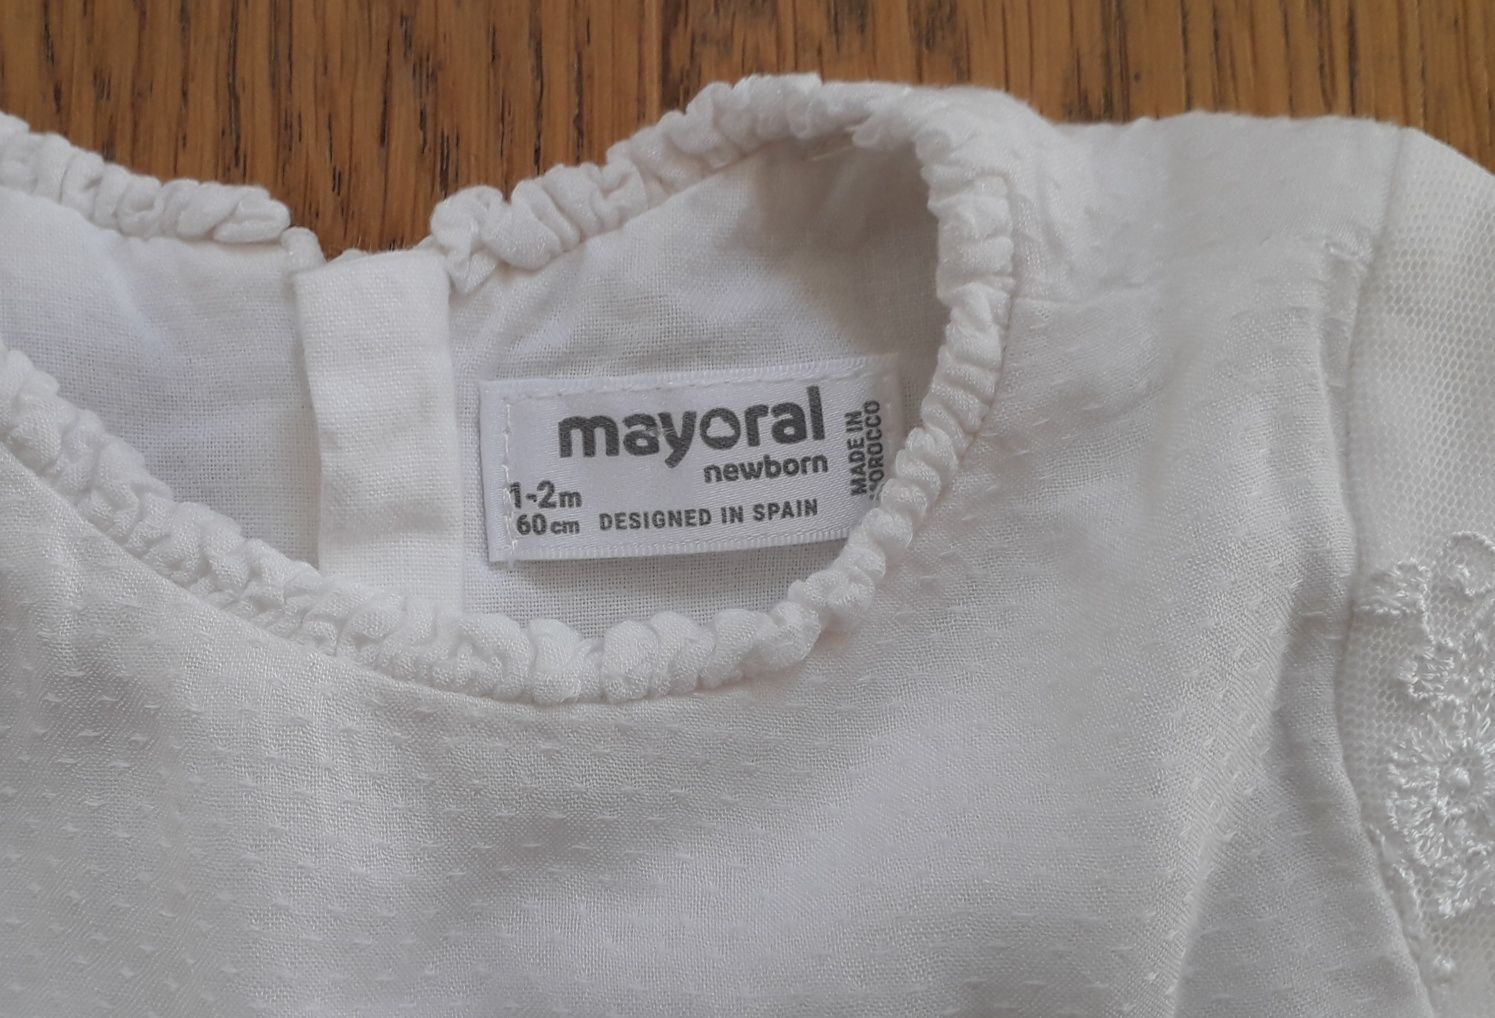 mayoral
newborn
1-2m
60cm
DESIGNED IN SPAIN
MADE IN
MOROCCO